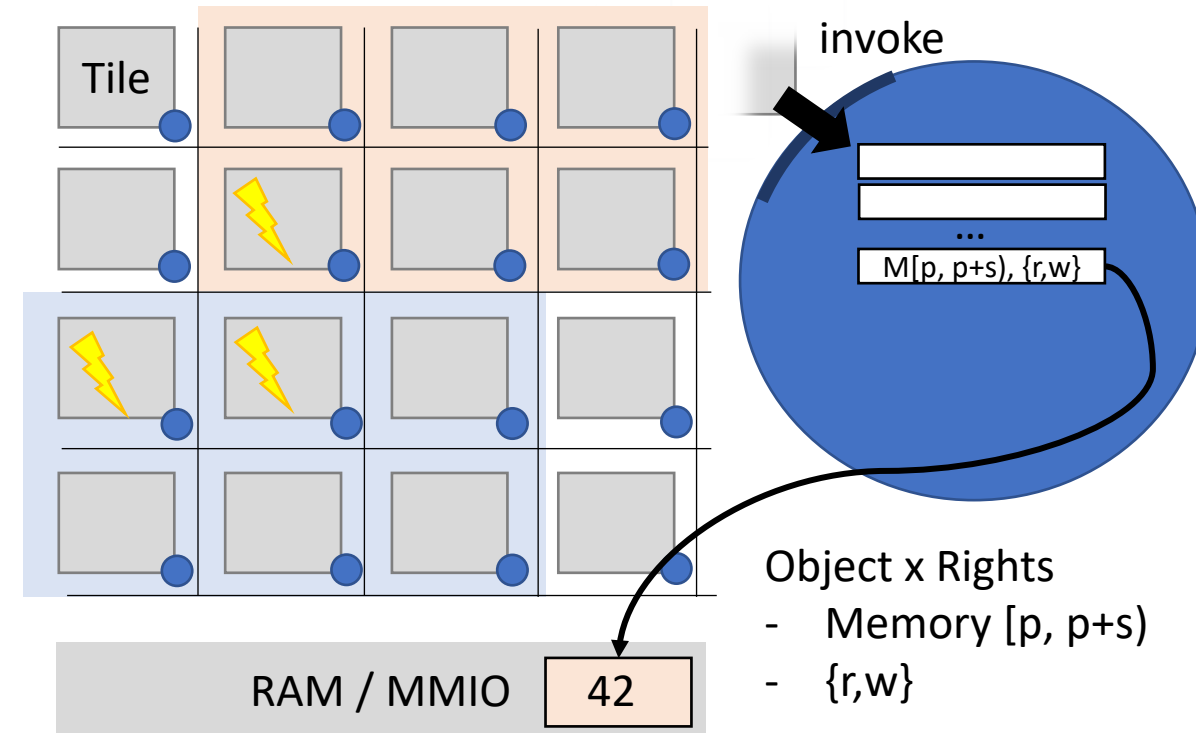 Tile
invoke
...
M[p, p+s), {r,w}
Object x Rights
- Memory [p, p+s)
- {r,w}
RAM / MMIO
42